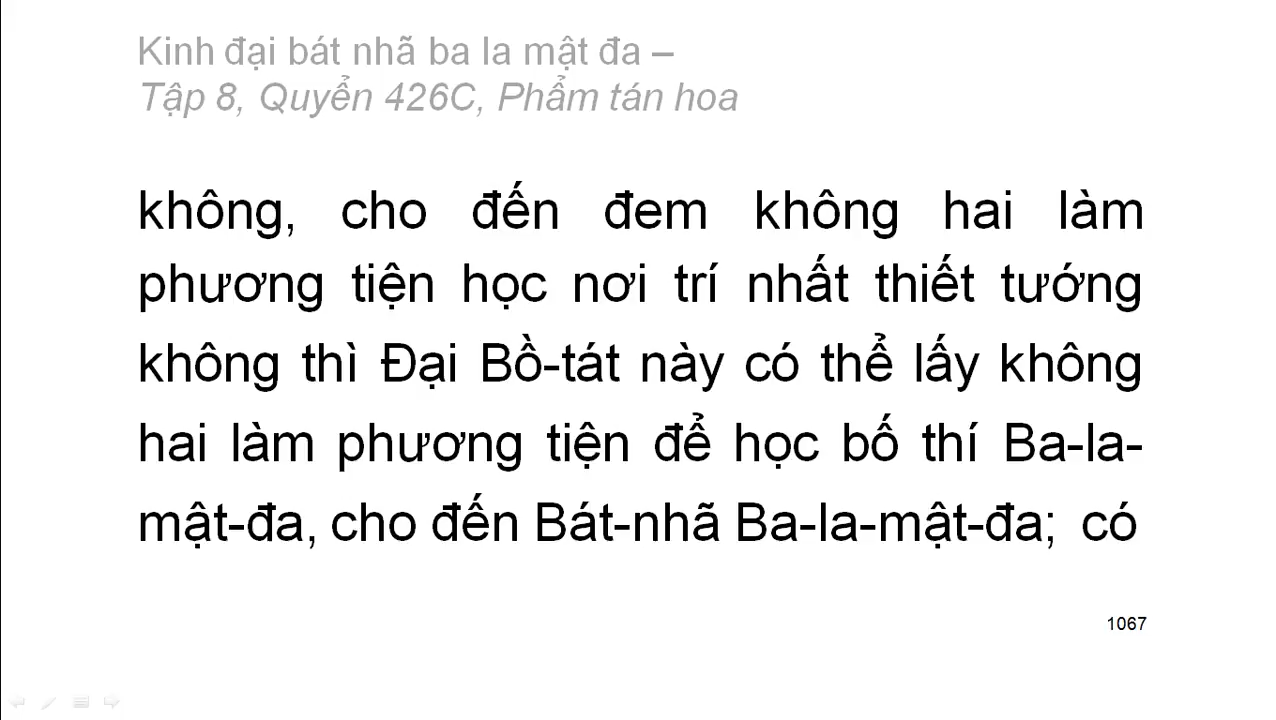 Kinh đại bát nhã ba la mật đa –
Tập 8, Quyển 426C, Phẩm tán hoa
không, cho đến đem không hai làm
phương tiện học nơi trí nhất thiết tướng
không thì Đại Bồ-tát này có thể lấy không
hai làm phương tiện để học bố thí Ba-la-
mật-đa, cho đến Bát-nhã Ba-la-mật-đa; có
1067